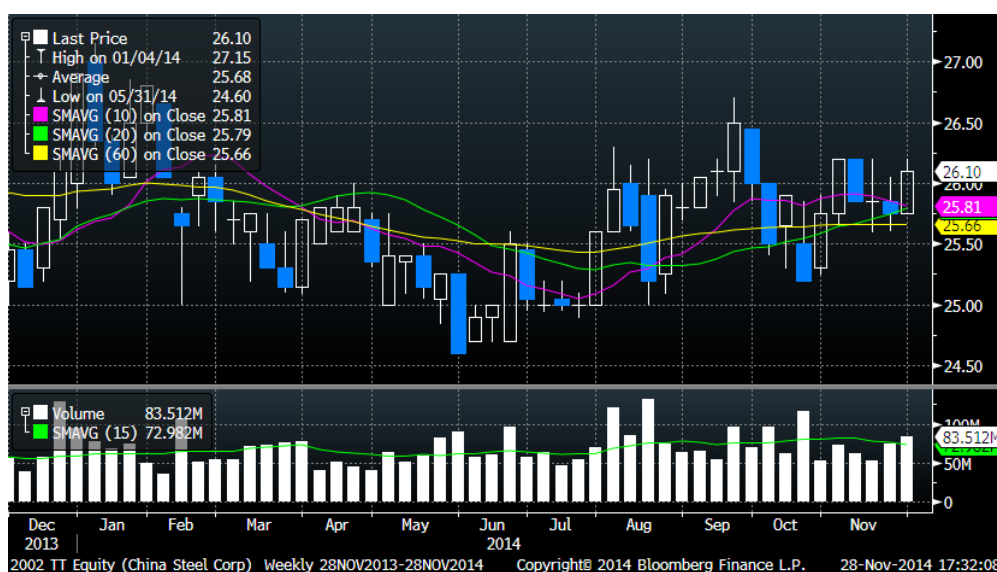 Last Price 26.10
High on 01/04/14 27.15
Average 25.68
Low on 05/31/14 24.60
SMAVG (10) on Close 25.81
SMAVG (20) on Close 25.79
SMAVG (60) on Close 25.66
27.00
26.50
26.10
26.00
25.81
25.66
25.50
25.00
24.50
Volume 83.512M
SMAVG (15) 72.982M
100M
83.512M
72.982M
50M
0
Dec Jan Feb Mar Apr May Jun Jul Aug Sep Oct Nov
2013 2014
2002 TT Equity (China Steel Corp) Weekly 28NOV2013-28NOV2014 Copyright© 2014 Bloomberg Finance L.P. 28-Nov-2014 17:32:08